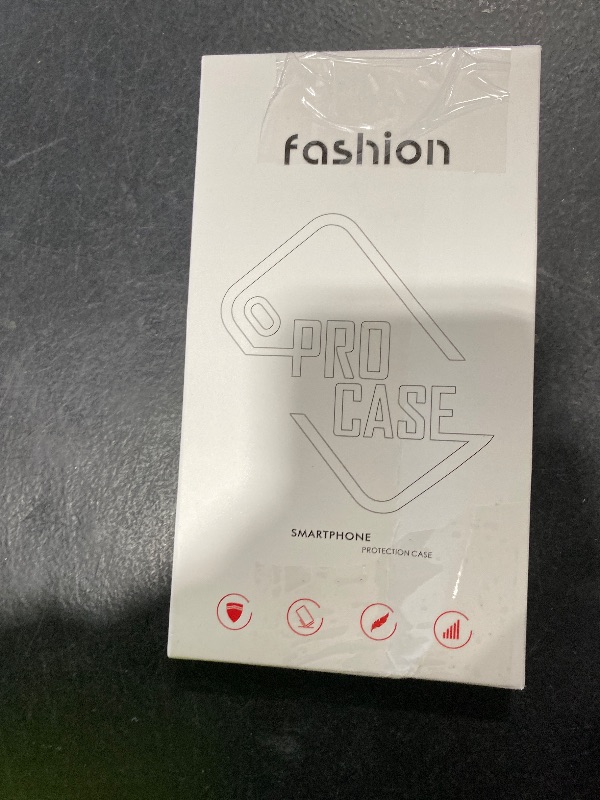 fashion
PRO
CASE
SMARTPHONE
PROTECTION CASE